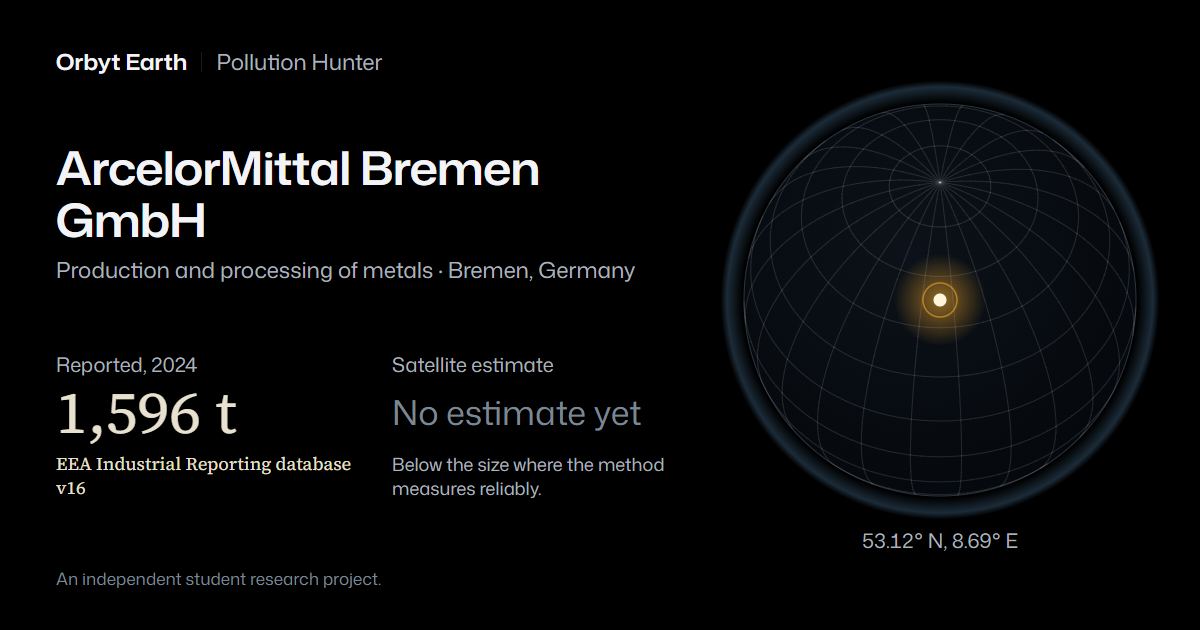 Orbyt Earth | Pollution Hunter
ArcelorMittal Bremen
GmbH
Production and processing of metals · Bremen, Germany
Reported, 2024
1,596 t
EEA Industrial Reporting database
v16
Satellite estimate
No estimate yet
Below the size where the method
measures reliably.
53.12° N, 8.69° E
An independent student research project.